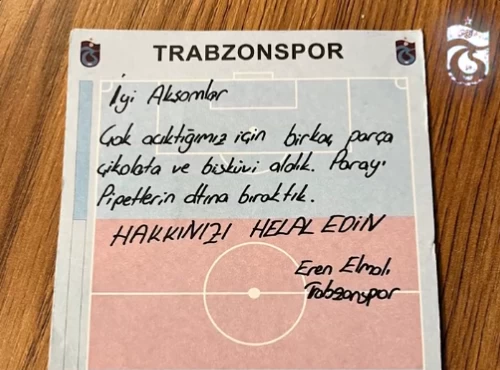 TRABZONSPOR
İyi Akşamlar
Çok acıktığımız için birkaç parça
çikolata ve bisküvi aldık. Parayı
Pipetlerin altına bıraktık.
HAKKINIZI HELAL EDİN
Eren Elmalı
Trabzonspor